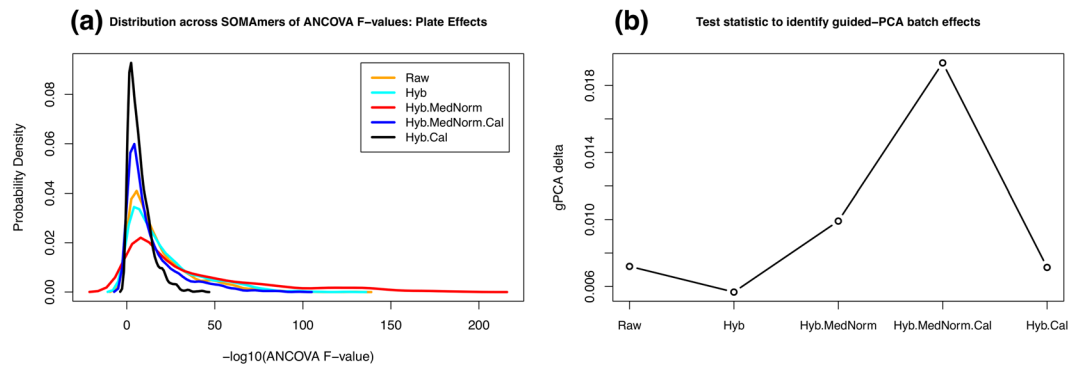 (a) Distribution across SOMAmers of ANCOVA F−values: Plate Effects
Probability Density
0.08
0.06
0.04
0.02
0.00
Raw
Hyb
Hyb.MedNorm
Hyb.MedNorm.Cal
Hyb.Cal
0 50 100 150 200
−log10(ANCOVA F−value)
(b) Test statistic to identify guided−PCA batch effects
gPCA delta
0.018
0.014
0.010
0.006
Raw Hyb Hyb.MedNorm Hyb.MedNorm.Cal Hyb.Cal